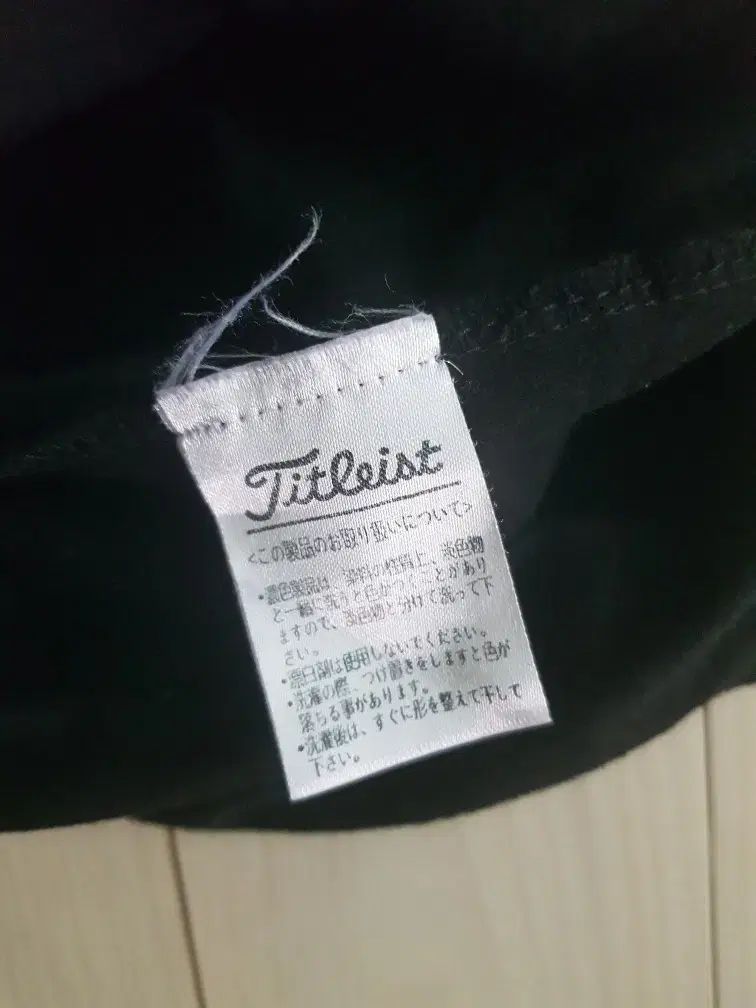 Titleist
<この製品のお取り扱いについて>
・濃色製品は、染料の性質上、淡色物
と一緒に洗うと色がつくことがあり
ますので、淡色物と分けて洗って下
さい。
・漂白剤は使用しないでください。
・洗濯の際、つけ置きをしますと色が
落ちる事があります。
・洗濯後は、すぐに形を整えて干して
下さい。